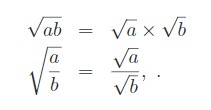 √ab = √a × √b
√(a/b) = √a/√b, .